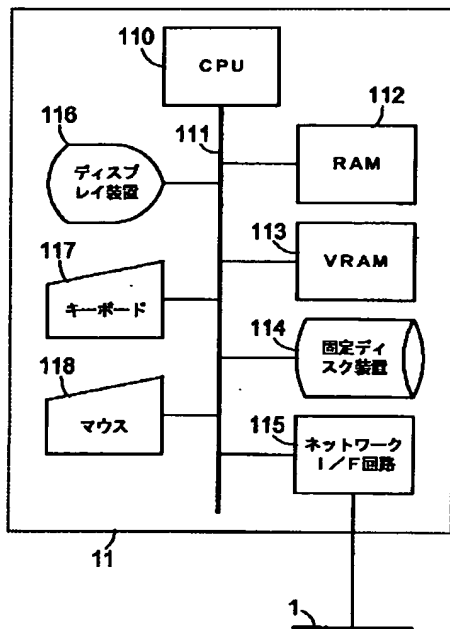 110
CPU
111
112
RAM
116
ディスプ
レイ装置
113
VRAM
117
キーボード
114
固定ディ
スク装置
118
マウス
115
ネットワーク
I/F回路
11
1